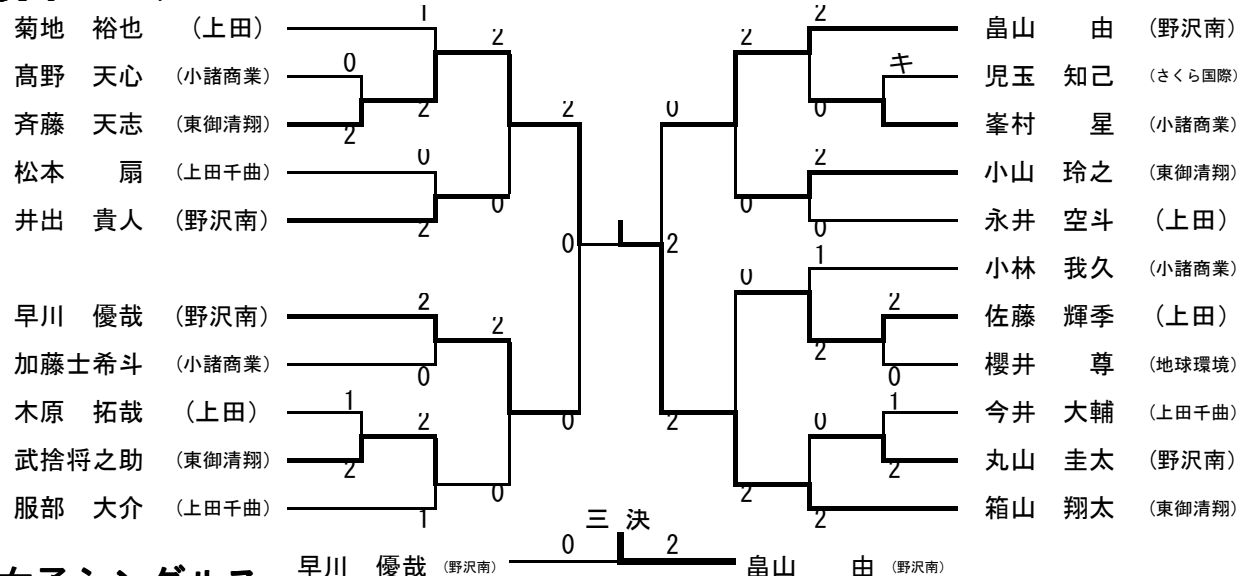 菊地 裕也 (上田)
髙野 天心 (小諸商業)
斉藤 天志 (東御清翔)
松本 扇 (上田千曲)
井出 貴人 (野沢南)
早川 優哉 (野沢南)
加藤士希斗 (小諸商業)
木原 拓哉 (上田)
武捨将之助 (東御清翔)
服部 大介 (上田千曲)
1
0
2
2
0
2
2
0
2
0
2
0
1
2
2
1
2
0
0
0
2
2
キ
0
2
0
2
0
0
1
2
0
2
1
2
0
2
0
2
2
畠山 由 (野沢南)
児玉 知己 (さくら国際)
峯村 星 (小諸商業)
小山 玲之 (東御清翔)
永井 空斗 (上田)
小林 我久 (小諸商業)
佐藤 輝季 (上田)
櫻井 尊 (地球環境)
今井 大輔 (上田千曲)
丸山 圭太 (野沢南)
箱山 翔太 (東御清翔)
三 決
早川 優哉 (野沢南) 0 2 畠山 由 (野沢南)
女子シングルス